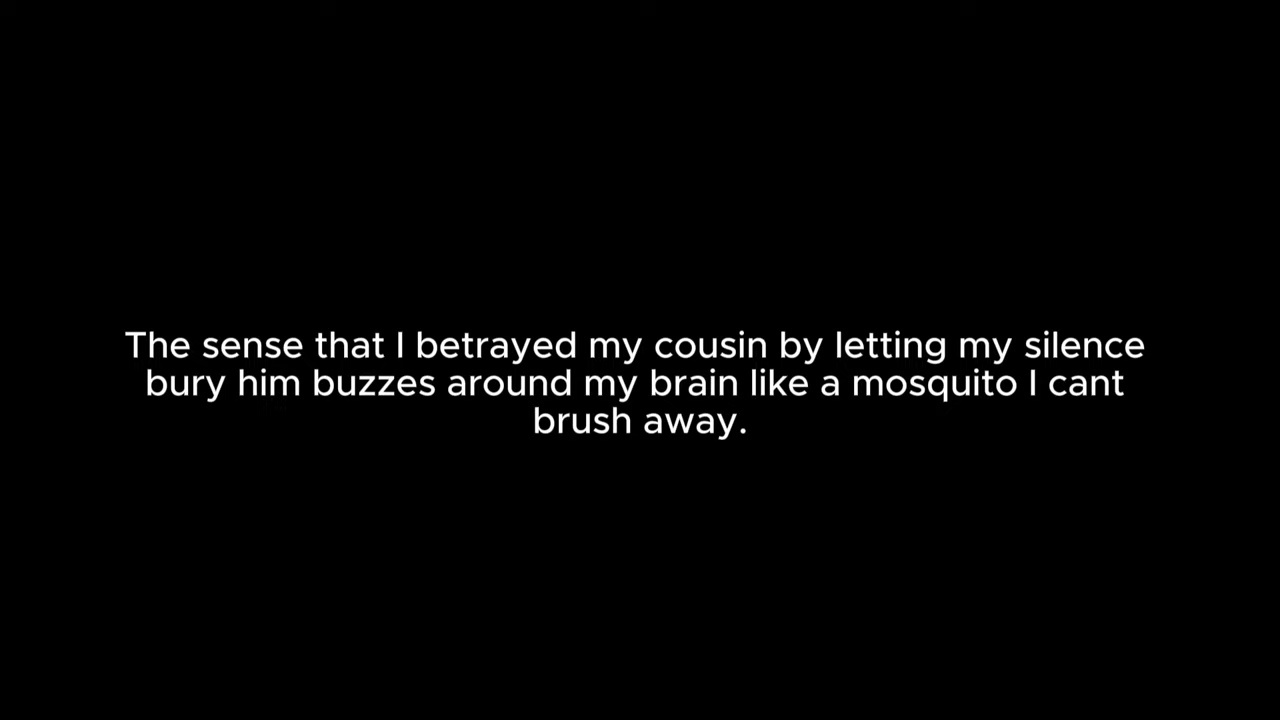 The sense that I betrayed my cousin by letting my silence
bury him buzzes around my brain like a mosquito I cant
brush away.